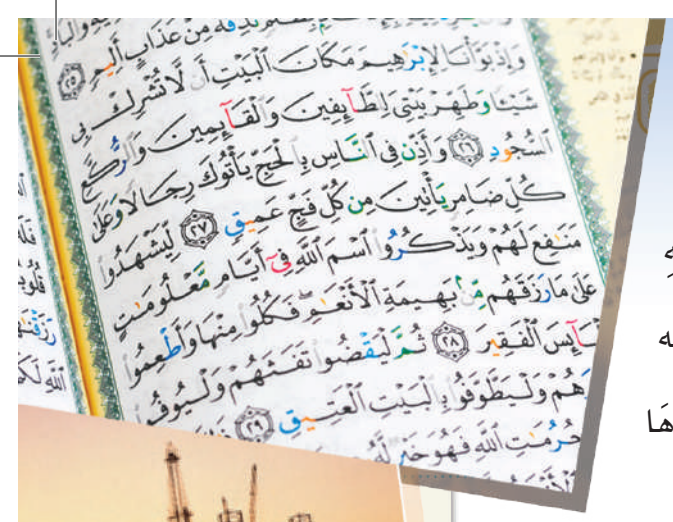 نُّذِقْهُ مِنْ عَذَابٍ أَلِيمٍ ٢٥
وَإِذْ بَوَّأْنَا لِإِبْرَٰهِيمَ مَكَانَ ٱلْبَيْتِ أَن لَّا تُشْرِكْ بِى
شَيْـًٔا وَطَهِّرْ بَيْتِىَ لِلطَّآئِفِينَ وَٱلْقَآئِمِينَ وَٱلرُّكَّعِ
ٱلسُّجُودِ ٢٦ وَأَذِّن فِى ٱلنَّاسِ بِٱلْحَجِّ يَأْتُوكَ رِجَالًا وَعَلَىٰ
كُلِّ ضَامِرٍ يَأْتِينَ مِن كُلِّ فَجٍّ عَمِيقٍ ٢٧ لِّيَشْهَدُوا۟
مَنَٰفِعَ لَهُمْ وَيَذْكُرُوا۟ ٱسْمَ ٱللَّهِ فِىٓ أَيَّامٍ مَّعْلُومَٰتٍ
عَلَىٰ مَا رَزَقَهُم مِّنۢ بَهِيمَةِ ٱلْأَنْعَٰمِ ۖ فَكُلُوا۟ مِنْهَا وَأَطْعِمُوا۟
ٱلْبَآئِسَ ٱلْفَقِيرَ ٢٨ ثُمَّ لْيَقْضُوا۟ تَفَثَهُمْ وَلْيُوفُوا۟
هُمْ وَلْيَطَّوَّفُوا۟ بِٱلْبَيْتِ ٱلْعَتِيقِ ٢٩
حُرُمَٰتِ ٱللَّهِ فَهُوَ خَيْرٌ لَّهُۥ
هَا